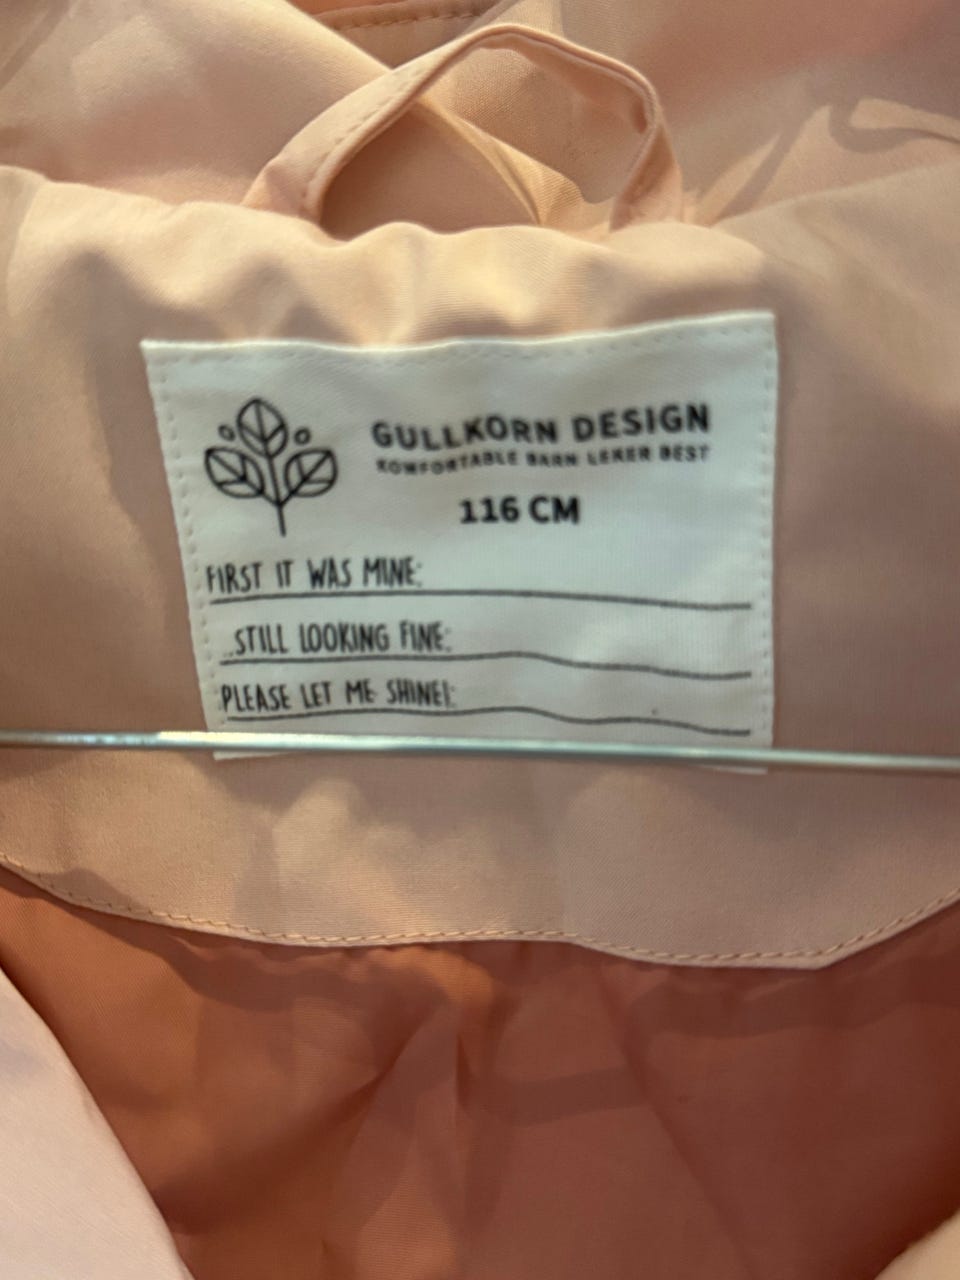 GULLKORN DESIGN
KOMFORTABLE BARN LEKER BEST
116 CM
FIRST IT WAS MINE:
...STILL LOOKING FINE:
PLEASE LET ME SHINE!: